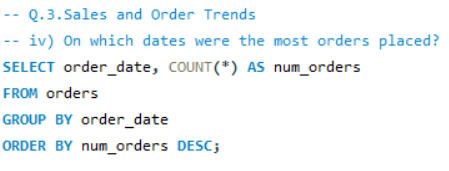 -- Q.3.Sales and Order Trends
-- iv) On which dates were the most orders placed?
SELECT order_date, COUNT(*) AS num_orders
FROM orders
GROUP BY order_date
ORDER BY num_orders DESC;